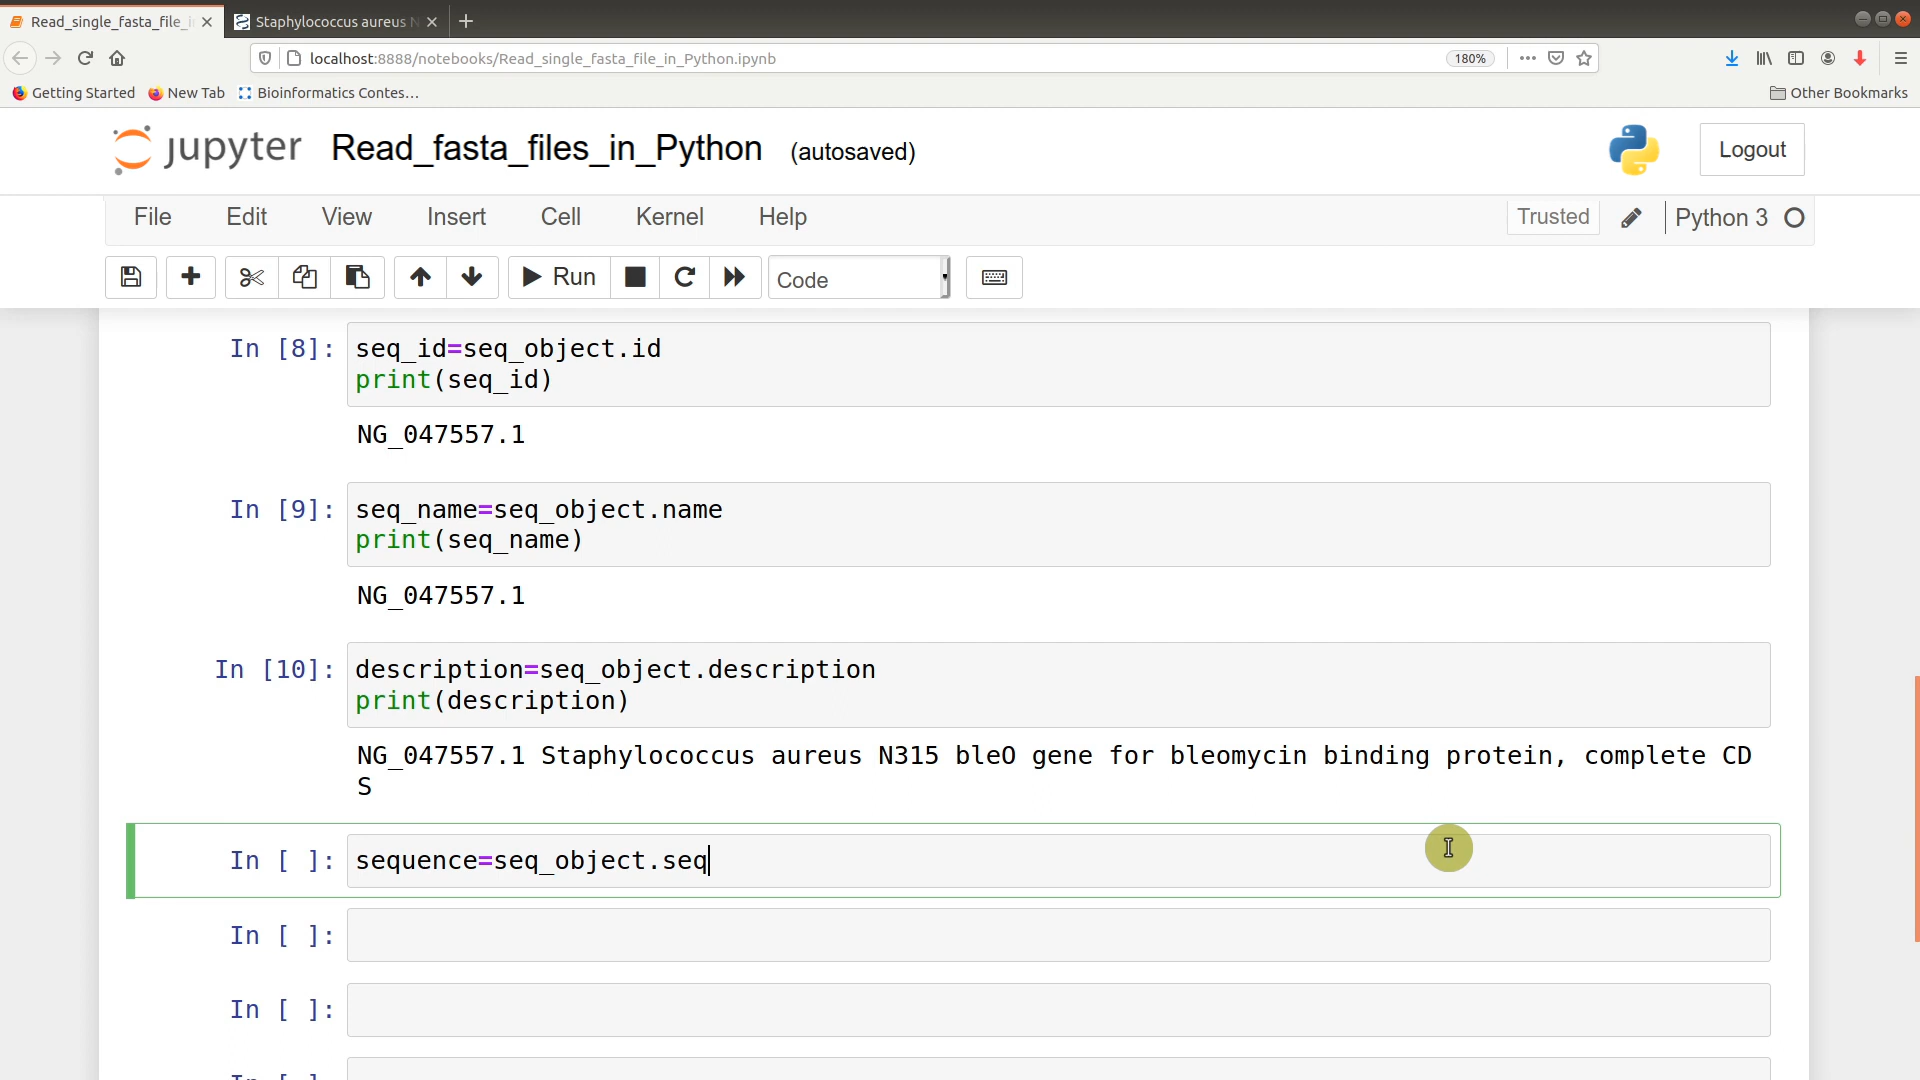 Read_single_fasta_file_i
Staphylococcus aureus N
localhost:8888/notebooks/Read_single_fasta_file_in_Python.ipynb
180%
Getting Started
New Tab
Bioinformatics Contes…
Other Bookmarks
jupyter
Read_fasta_files_in_Python
(autosaved)
Logout
File
Edit
View
Insert
Cell
Kernel
Help
Trusted
Python 3
Run
Code
In [8]:
seq_id=seq_object.id
print(seq_id)
NG_047557.1
In [9]:
seq_name=seq_object.name
print(seq_name)
NG_047557.1
In [10]:
description=seq_object.description
print(description)
NG_047557.1 Staphylococcus aureus N315 bleO gene for bleomycin binding protein, complete CD
S
In [ ]:
sequence=seq_object.seq
In [ ]:
In [ ]: